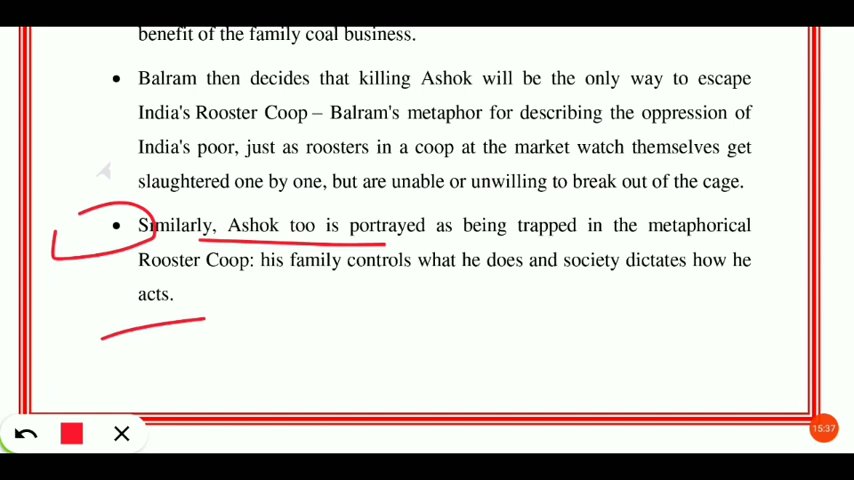 benefit of the family coal business.
• Balram then decides that killing Ashok will be the only way to escape
India's Rooster Coop – Balram's metaphor for describing the oppression of
India's poor, just as roosters in a coop at the market watch themselves get
slaughtered one by one, but are unable or unwilling to break out of the cage.
• Similarly, Ashok too is portrayed as being trapped in the metaphorical
Rooster Coop: his family controls what he does and society dictates how he
acts.
15:37